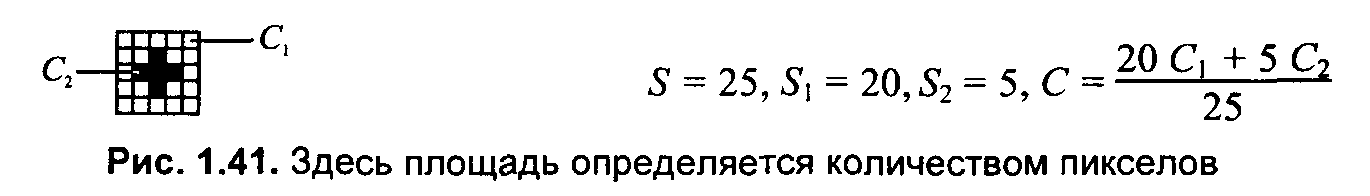 C₁
C₂
S = 25, S₁ = 20, S₂ = 5, C = (20 C₁ + 5 C₂) / 25
Рис. 1.41. Здесь площадь определяется количеством пикселов